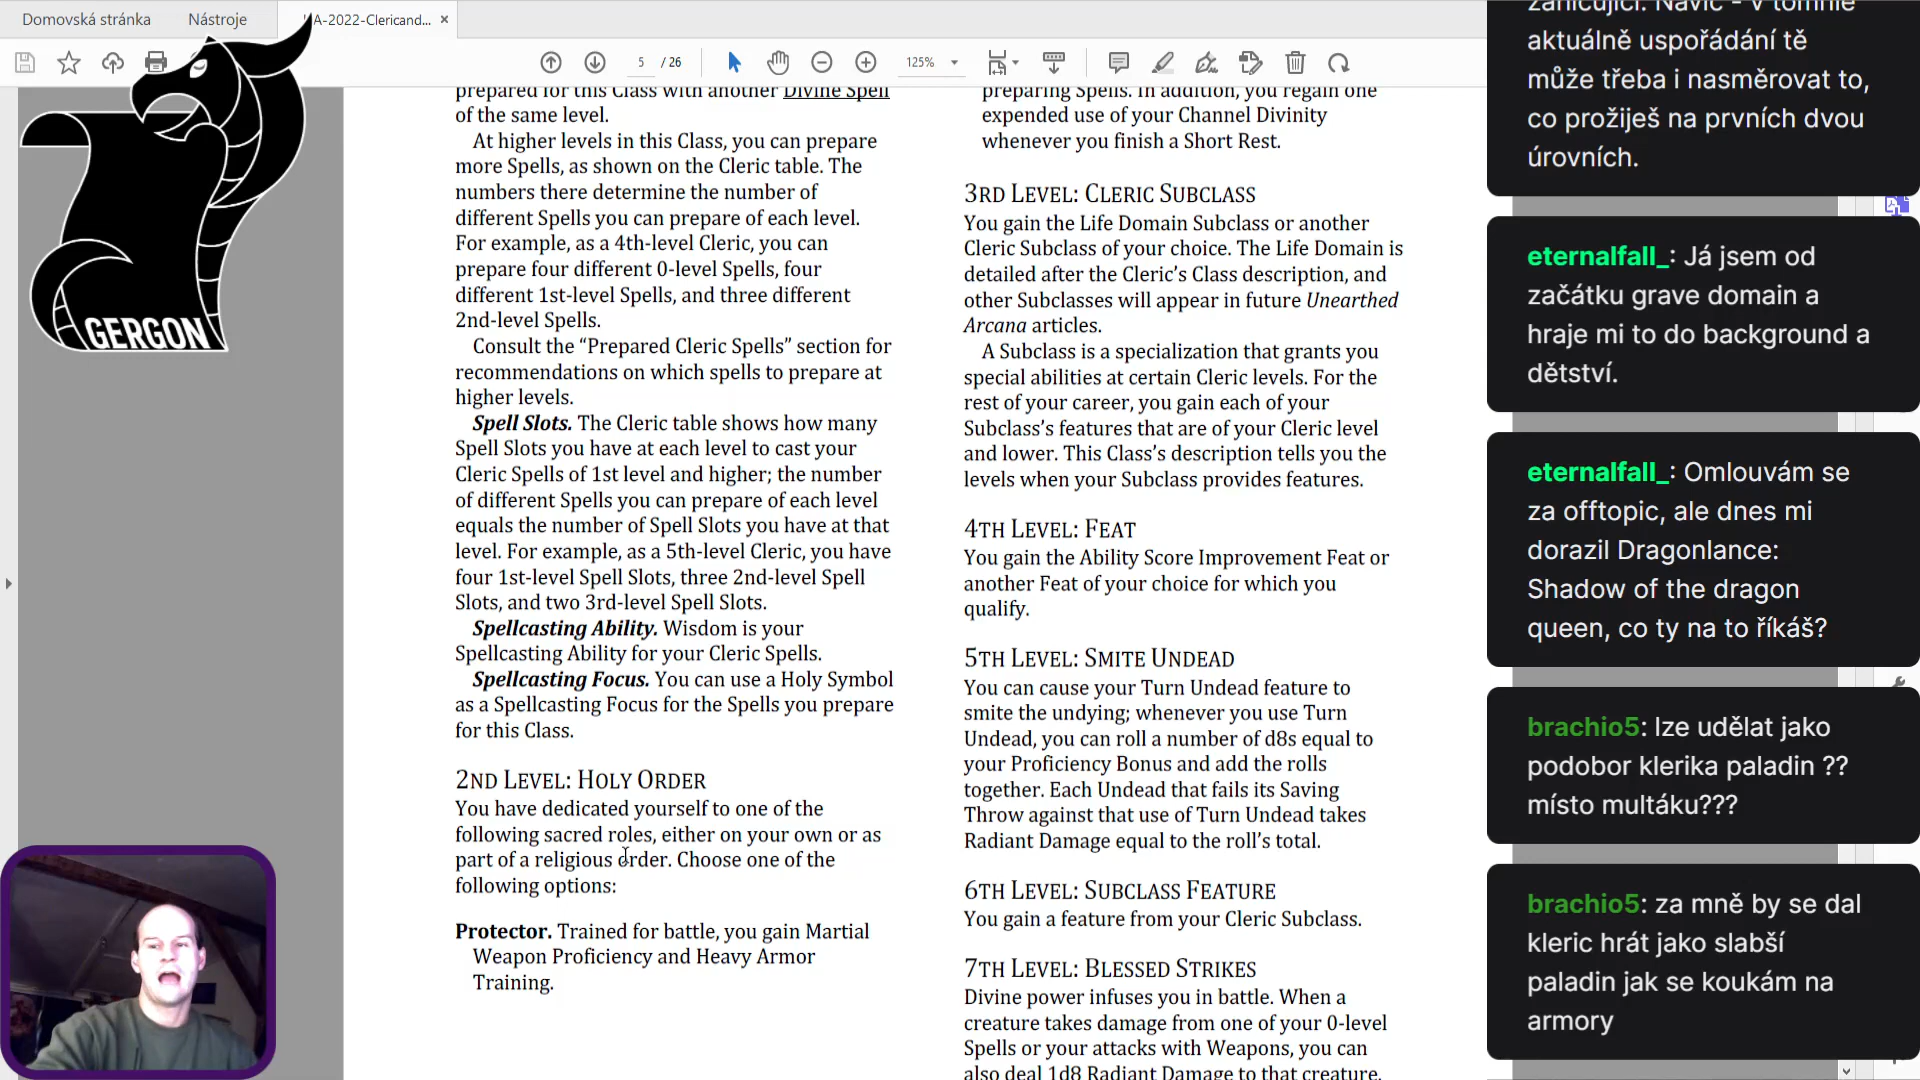 Domovská stránka
Nástroje
A-2022-Clericand...
5 / 26
125%
prepared for this Class with another Divine Spell
of the same level.
At higher levels in this Class, you can prepare
more Spells, as shown on the Cleric table. The
numbers there determine the number of
different Spells you can prepare of each level.
For example, as a 4th-level Cleric, you can
prepare four different 0-level Spells, four
different 1st-level Spells, and three different
2nd-level Spells.
Consult the “Prepared Cleric Spells” section for
recommendations on which spells to prepare at
higher levels.
Spell Slots. The Cleric table shows how many
Spell Slots you have at each level to cast your
Cleric Spells of 1st level and higher; the number
of different Spells you can prepare of each level
equals the number of Spell Slots you have at that
level. For example, as a 5th-level Cleric, you have
four 1st-level Spell Slots, three 2nd-level Spell
Slots, and two 3rd-level Spell Slots.
Spellcasting Ability. Wisdom is your
Spellcasting Ability for your Cleric Spells.
Spellcasting Focus. You can use a Holy Symbol
as a Spellcasting Focus for the Spells you prepare
for this Class.
2ND LEVEL: HOLY ORDER
You have dedicated yourself to one of the
following sacred roles, either on your own or as
part of a religious order. Choose one of the
following options:
Protector. Trained for battle, you gain Martial
Weapon Proficiency and Heavy Armor
Training.
preparing Spells. In addition, you regain one
expended use of your Channel Divinity
whenever you finish a Short Rest.
3RD LEVEL: CLERIC SUBCLASS
You gain the Life Domain Subclass or another
Cleric Subclass of your choice. The Life Domain is
detailed after the Cleric’s Class description, and
other Subclasses will appear in future Unearthed
Arcana articles.
A Subclass is a specialization that grants you
special abilities at certain Cleric levels. For the
rest of your career, you gain each of your
Subclass’s features that are of your Cleric level
and lower. This Class’s description tells you the
levels when your Subclass provides features.
4TH LEVEL: FEAT
You gain the Ability Score Improvement Feat or
another Feat of your choice for which you
qualify.
5TH LEVEL: SMITE UNDEAD
You can cause your Turn Undead feature to
smite the undying; whenever you use Turn
Undead, you can roll a number of d8s equal to
your Proficiency Bonus and add the rolls
together. Each Undead that fails its Saving
Throw against that use of Turn Undead takes
Radiant Damage equal to the roll’s total.
6TH LEVEL: SUBCLASS FEATURE
You gain a feature from your Cleric Subclass.
7TH LEVEL: BLESSED STRIKES
Divine power infuses you in battle. When a
creature takes damage from one of your 0-level
Spells or your attacks with Weapons, you can
also deal 1d8 Radiant Damage to that creature.
GERGON
zahlcující. Navíc - v tomhle
aktuálně uspořádání tě
může třeba i nasměrovat to,
co prožiješ na prvních dvou
úrovních.
eternalfall_: Já jsem od
začátku grave domain a
hraje mi to do background a
dětství.
eternalfall_: Omlouvám se
za offtopic, ale dnes mi
dorazil Dragonlance:
Shadow of the dragon
queen, co ty na to říkáš?
brachio5: lze udělat jako
podobor klerika paladin ??
místo multáku???
brachio5: za mně by se dal
kleric hrát jako slabší
paladin jak se koukám na
armory